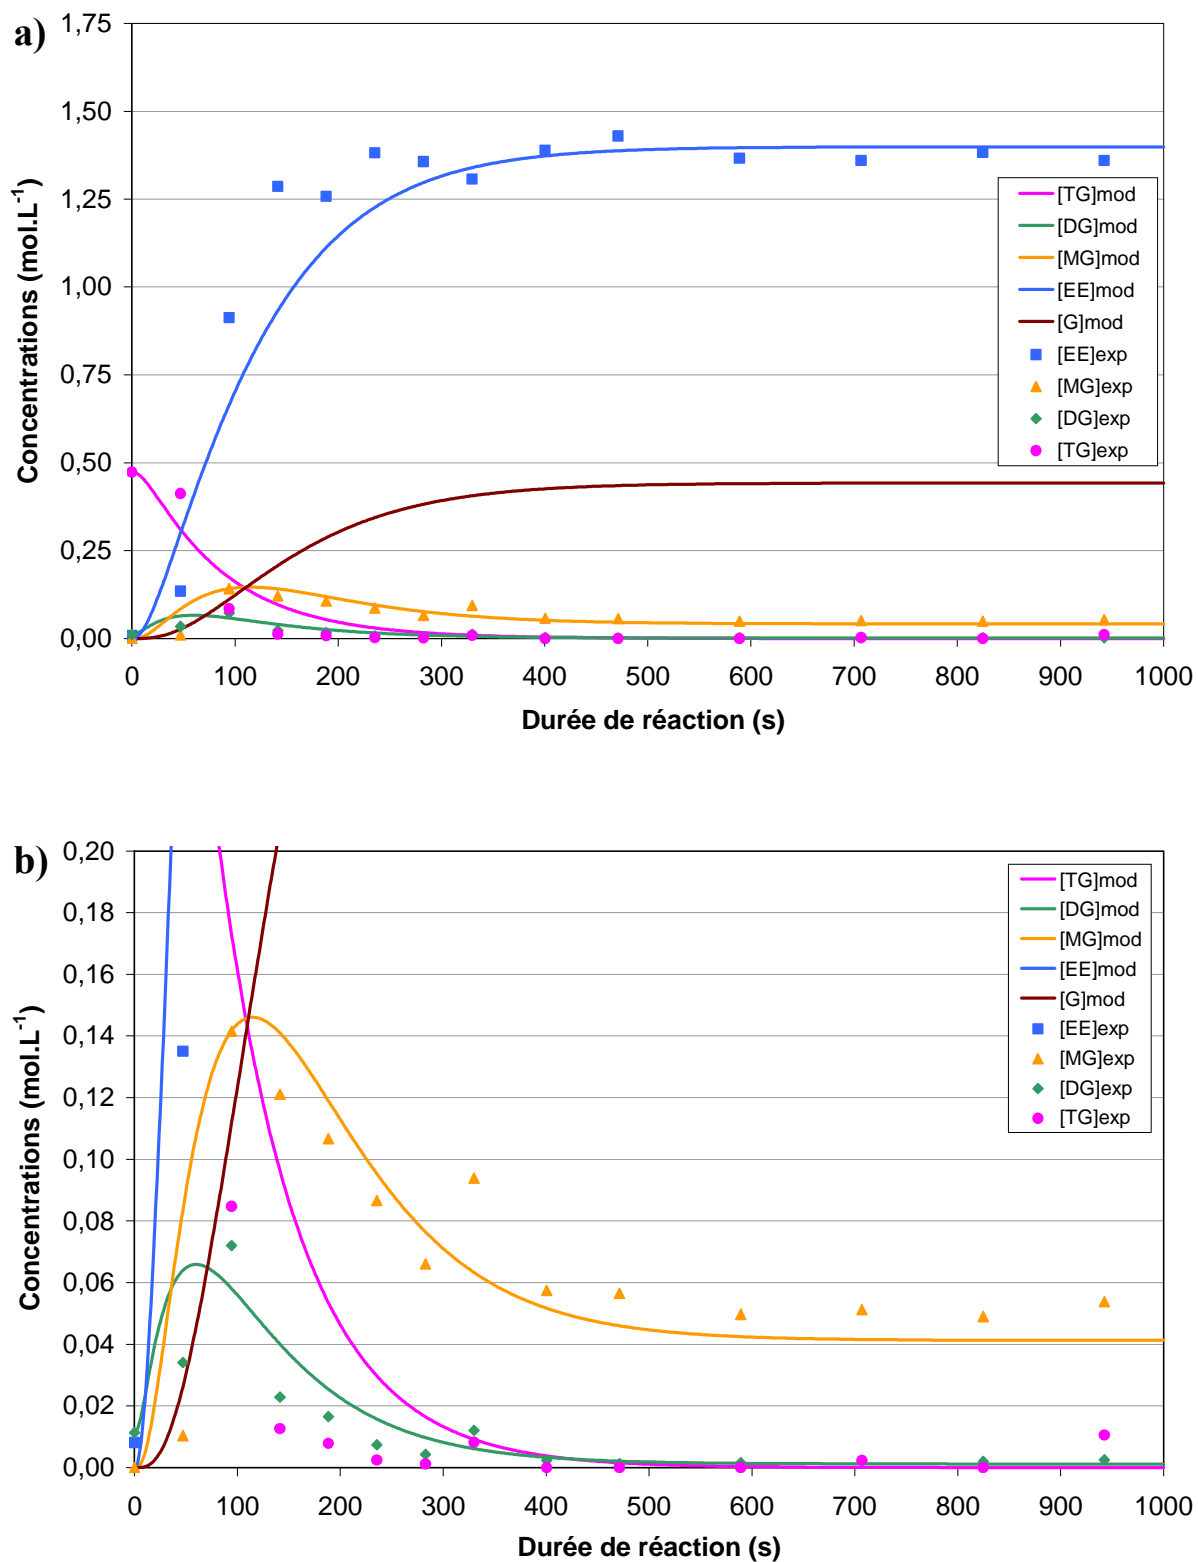 a)
1,75
1,50
1,25
1,00
0,75
0,50
0,25
0,00
Concentrations (mol.L⁻¹)
[TG]mod
[DG]mod
[MG]mod
[EE]mod
[G]mod
[EE]exp
[MG]exp
[DG]exp
[TG]exp
0 100 200 300 400 500 600 700 800 900 1000
Durée de réaction (s)
b)
0,20
0,18
0,16
0,14
0,12
0,10
0,08
0,06
0,04
0,02
0,00
Concentrations (mol.L⁻¹)
[TG]mod
[DG]mod
[MG]mod
[EE]mod
[G]mod
[EE]exp
[MG]exp
[DG]exp
[TG]exp
0 100 200 300 400 500 600 700 800 900 1000
Durée de réaction (s)